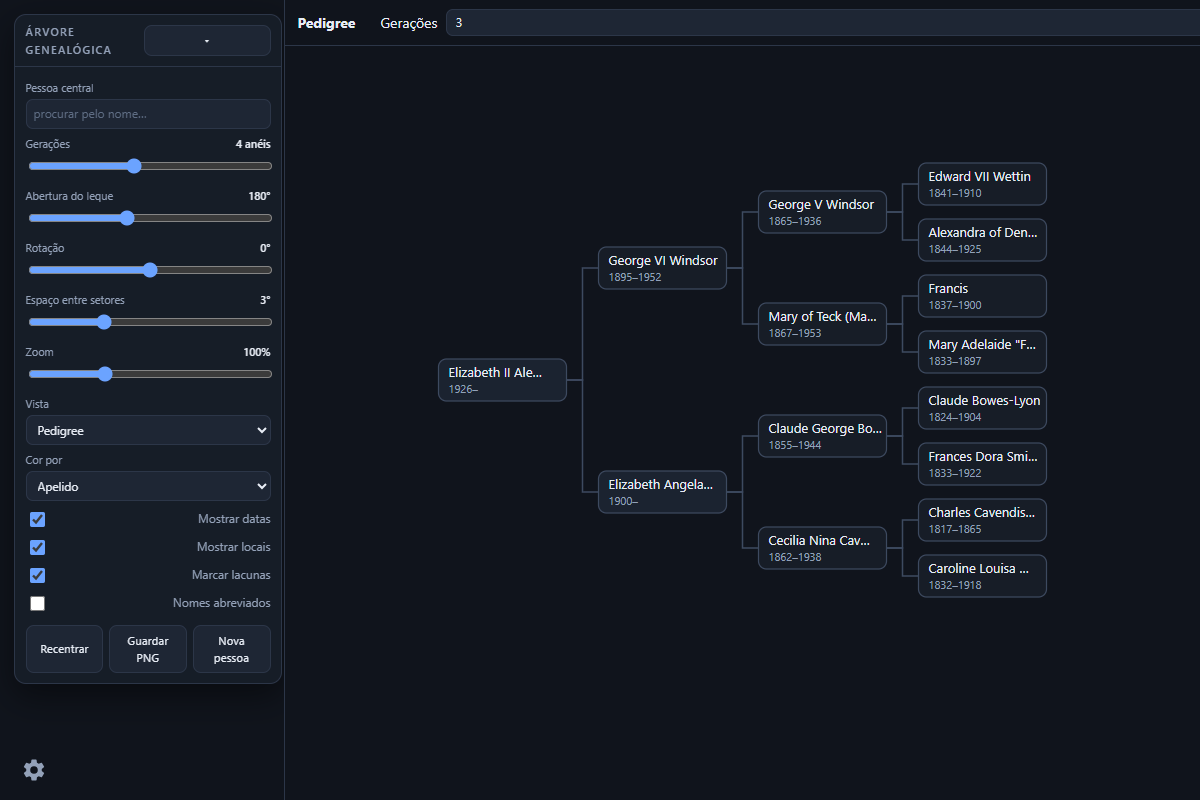 ÁRVORE
GENEALÓGICA
Pessoa central
procurar pelo nome...
Gerações 4 anéis
Abertura do leque 180°
Rotação 0°
Espaço entre setores 3°
Zoom 100%
Vista
Pedigree
Cor por
Apelido
Mostrar datas
Mostrar locais
Marcar lacunas
Nomes abreviados
Recentrar
Guardar
PNG
Nova
pessoa
Pedigree Gerações 3
Elizabeth II Ale...
1926–
George VI Windsor
1895–1952
Elizabeth Angela...
1900–
George V Windsor
1865–1936
Mary of Teck (Ma...
1867–1953
Claude George Bo...
1855–1944
Cecilia Nina Cav...
1862–1938
Edward VII Wettin
1841–1910
Alexandra of Den...
1844–1925
Francis
1837–1900
Mary Adelaide "F...
1833–1897
Claude Bowes-Lyon
1824–1904
Frances Dora Smi...
1833–1922
Charles Cavendis...
1817–1865
Caroline Louisa ...
1832–1918